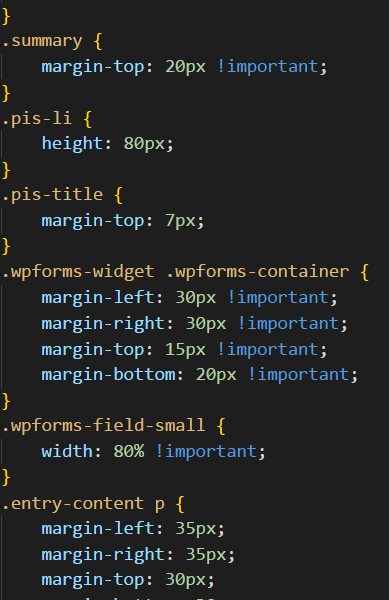 }
.summary {
    margin-top: 20px !important;
}
.pis-li {
    height: 80px;
}
.pis-title {
    margin-top: 7px;
}
.wpforms-widget .wpforms-container {
    margin-left: 30px !important;
    margin-right: 30px !important;
    margin-top: 15px !important;
    margin-bottom: 20px !important;
}
.wpforms-field-small {
    width: 80% !important;
}
.entry-content p {
    margin-left: 35px;
    margin-right: 35px;
    margin-top: 30px;